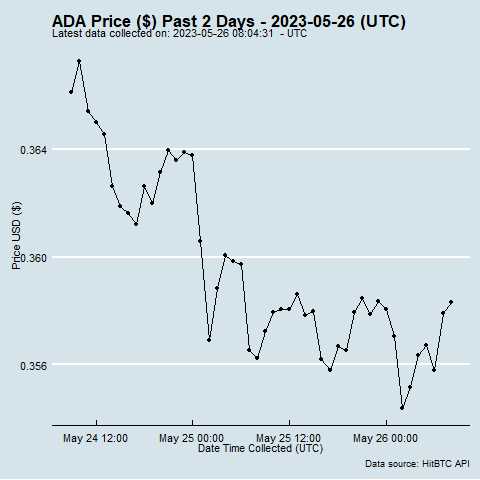 ADA Price ($) Past 2 Days - 2023-05-26 (UTC)
Latest data collected on: 2023-05-26 08:04:31 - UTC
0.364
0.360
0.356
Price USD ($)
May 24 12:00
May 25 00:00
May 25 12:00
May 26 00:00
Date Time Collected (UTC)
Data source: HitBTC API